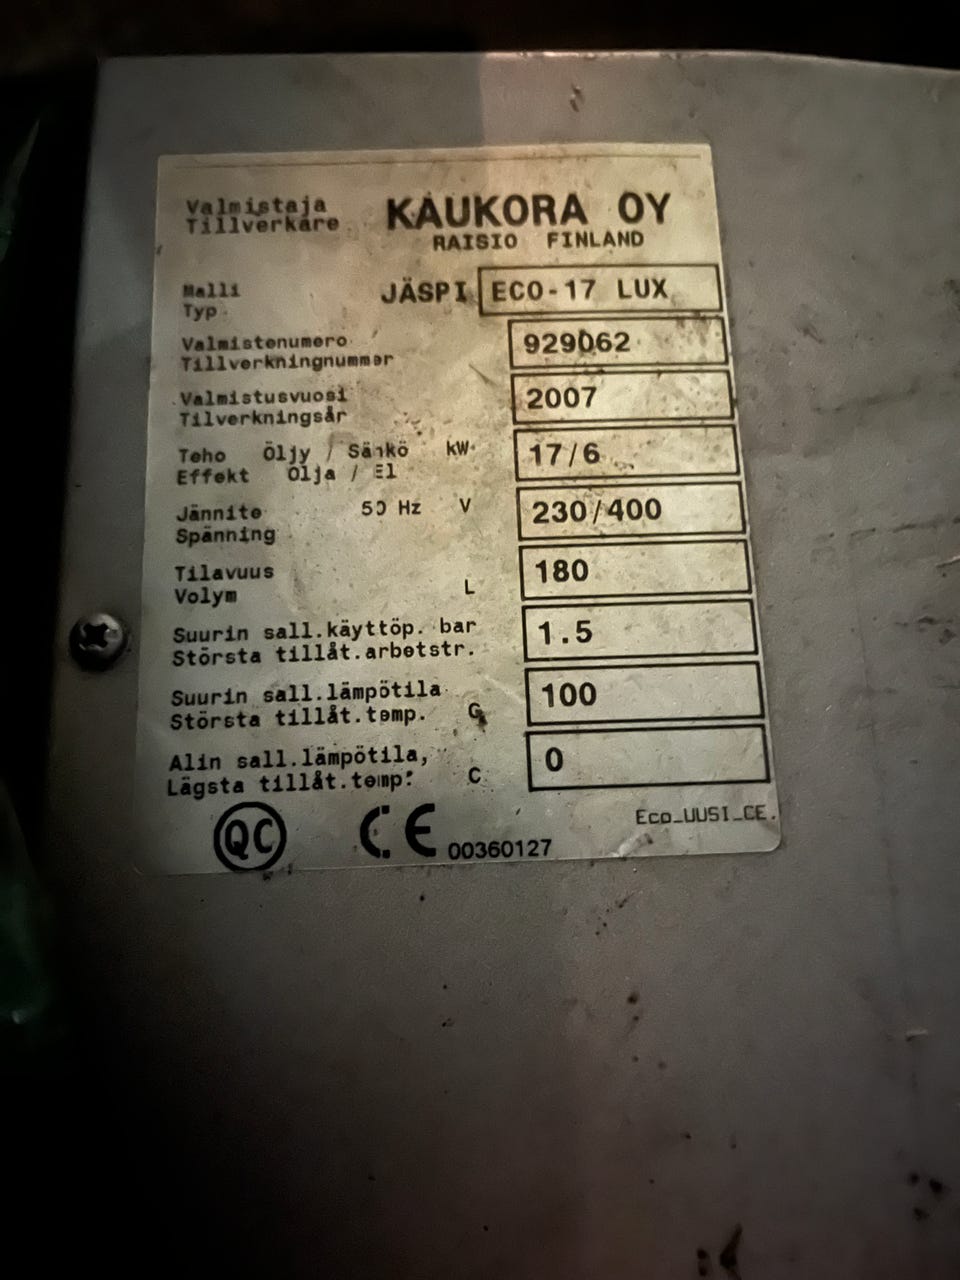 Valmistaja KAUKORA OY
Tillverkare RAISIO FINLAND
Malli JÄSPI ECO-17 LUX
Typ
Valmistenumero 929062
Tillverkningnummer
Valmistusvuosi 2007
Tilverkningsår
Teho Öljy / Sähkö kW 17/6
Effekt Olja / El
Jännite 50 Hz V 230/400
Spänning
Tilavuus 180
Volym L
Suurin sall.käyttöp. bar 1.5
Största tillåt.arbetstr.
Suurin sall.lämpötila 100
Största tillåt.temp. C
Alin sall.lämpötila, 0
Lägsta tillåt.temp. C
QC CE 00360127 Eco_UUSI_CE.